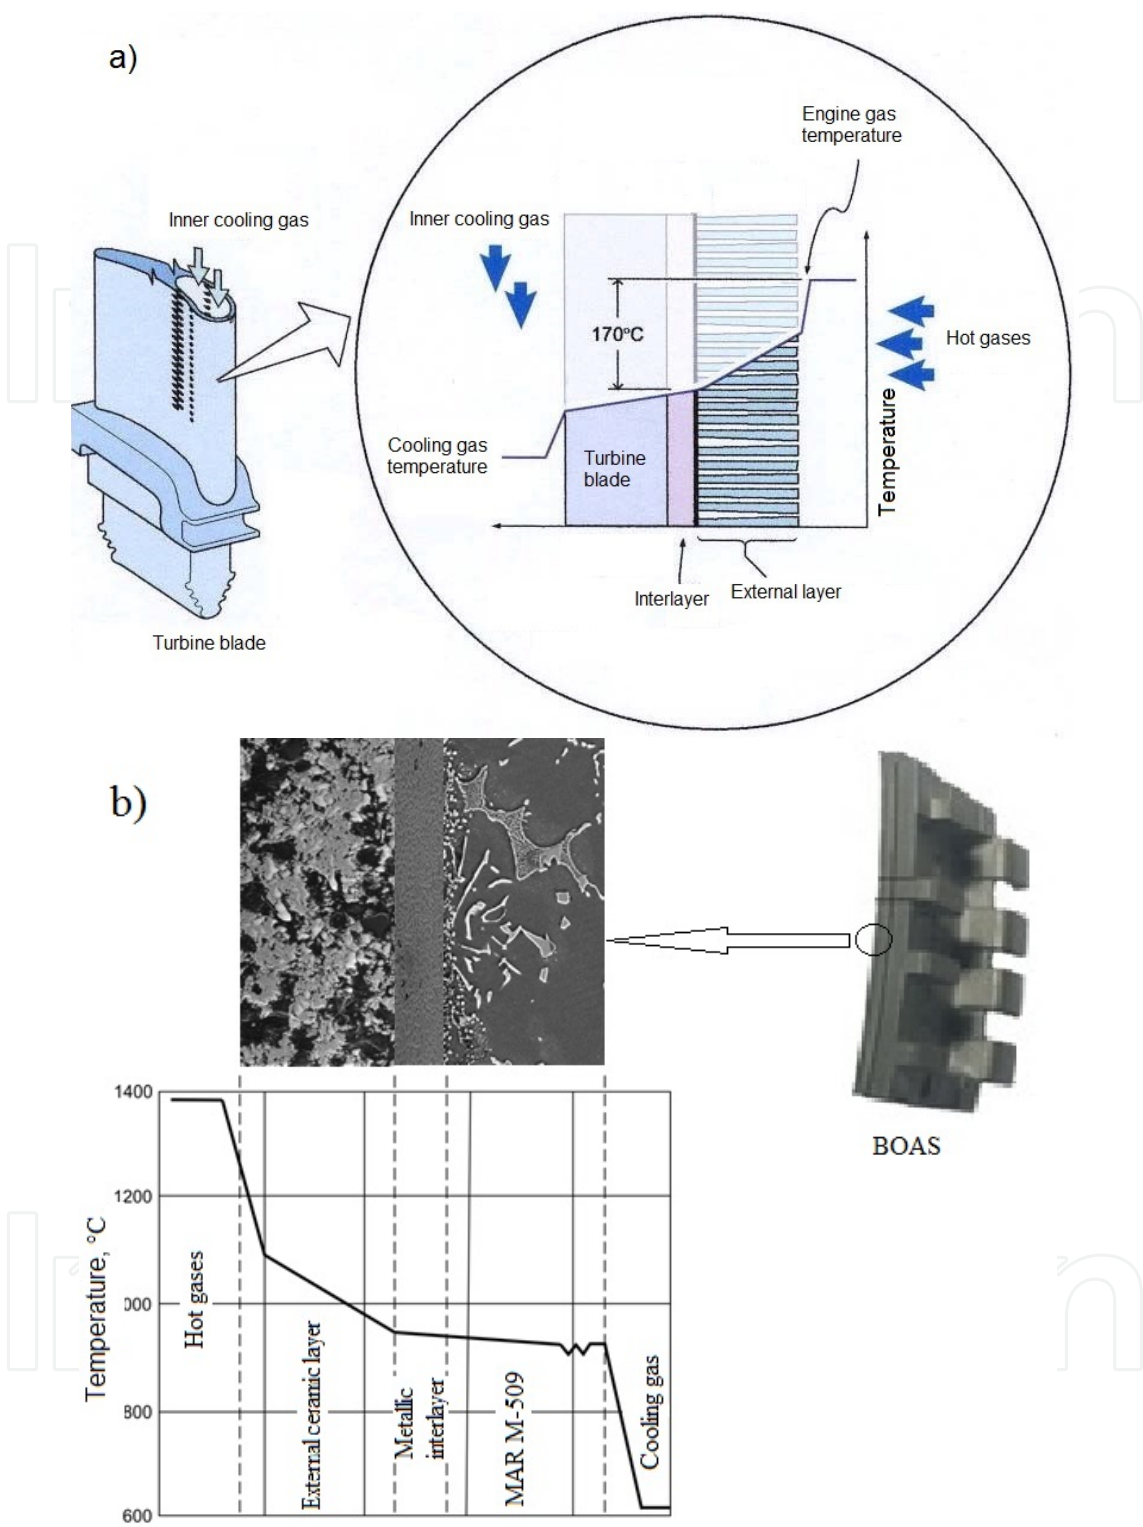 a)
Engine gas
temperature
Inner cooling gas
Inner cooling gas
170°C
Hot gases
Cooling gas
temperature
Turbine
blade
Temperature
Interlayer
External layer
Turbine blade
b)
BOAS
1400
1200
000
800
600
Temperature, °C
Hot gases
External ceramic layer
Metallic
interlayer
MAR M-509
Cooling gas